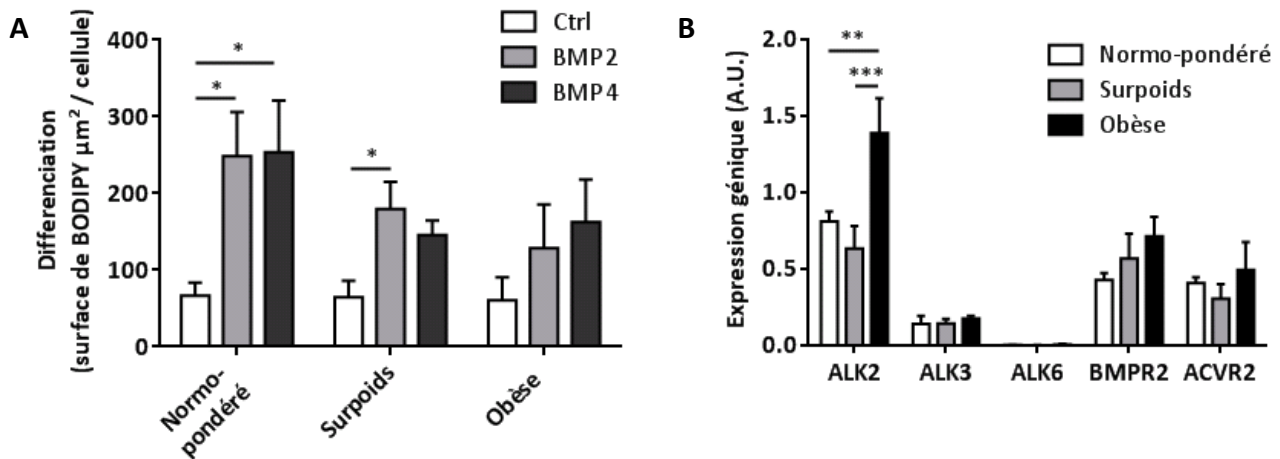 A
Differenciation
(surface de BODIPY µm² / cellule)
400
300
200
100
0
*
*
*
Ctrl
BMP2
BMP4
Normo-
pondéré
Surpoids
Obèse
B
Expression génique (A.U.)
2.0
1.5
1.0
0.5
0.0
**
***
Normo-pondéré
Surpoids
Obèse
ALK2 ALK3 ALK6 BMPR2 ACVR2